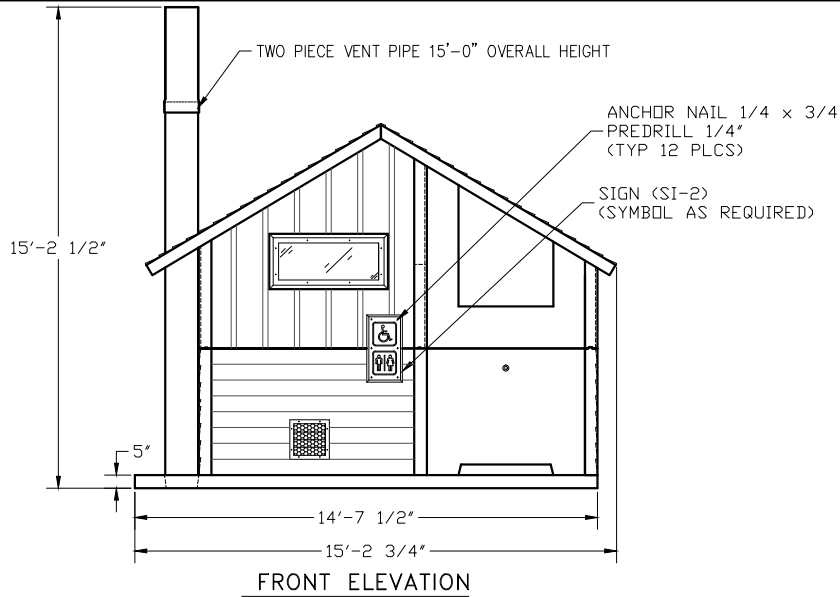 TWO PIECE VENT PIPE 15'-0" OVERALL HEIGHT
ANCHOR NAIL 1/4 x 3/4
PREDRILL 1/4"
(TYP 12 PLCS)
SIGN (SI-2)
(SYMBOL AS REQUIRED)
15'-2 1/2"
5"
14'-7 1/2"
15'-2 3/4"
FRONT ELEVATION